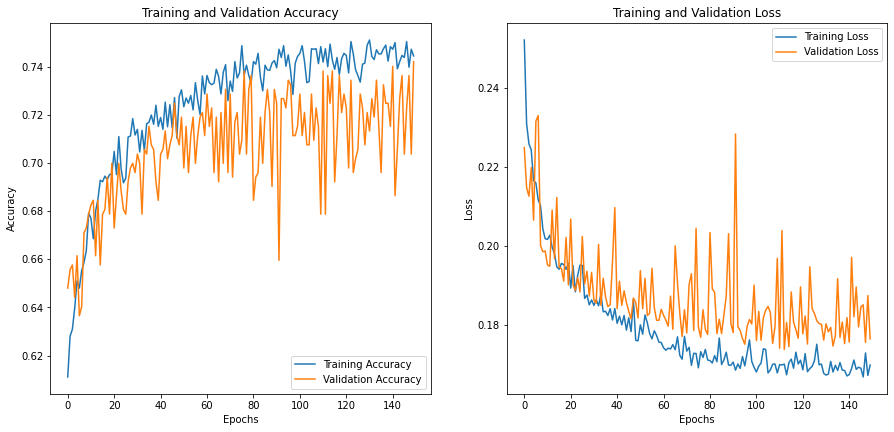 Training and Validation Accuracy
Accuracy
0.74
0.72
0.70
0.68
0.66
0.64
0.62
0 20 40 60 80 100 120 140
Epochs
Training Accuracy
Validation Accuracy
Training and Validation Loss
Loss
0.24
0.22
0.20
0.18
0 20 40 60 80 100 120 140
Epochs
Training Loss
Validation Loss